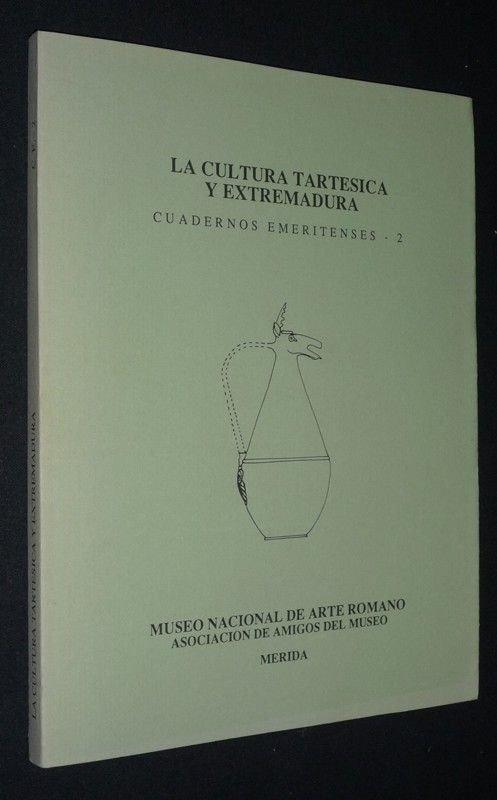 LA CULTURA TARTESICA
Y EXTREMADURA
CUADERNOS EMERITENSES - 2
MUSEO NACIONAL DE ARTE ROMANO
ASOCIACION DE AMIGOS DEL MUSEO
MERIDA
LA CULTURA TARTESICA Y EXTREMADURA
C.E. 2